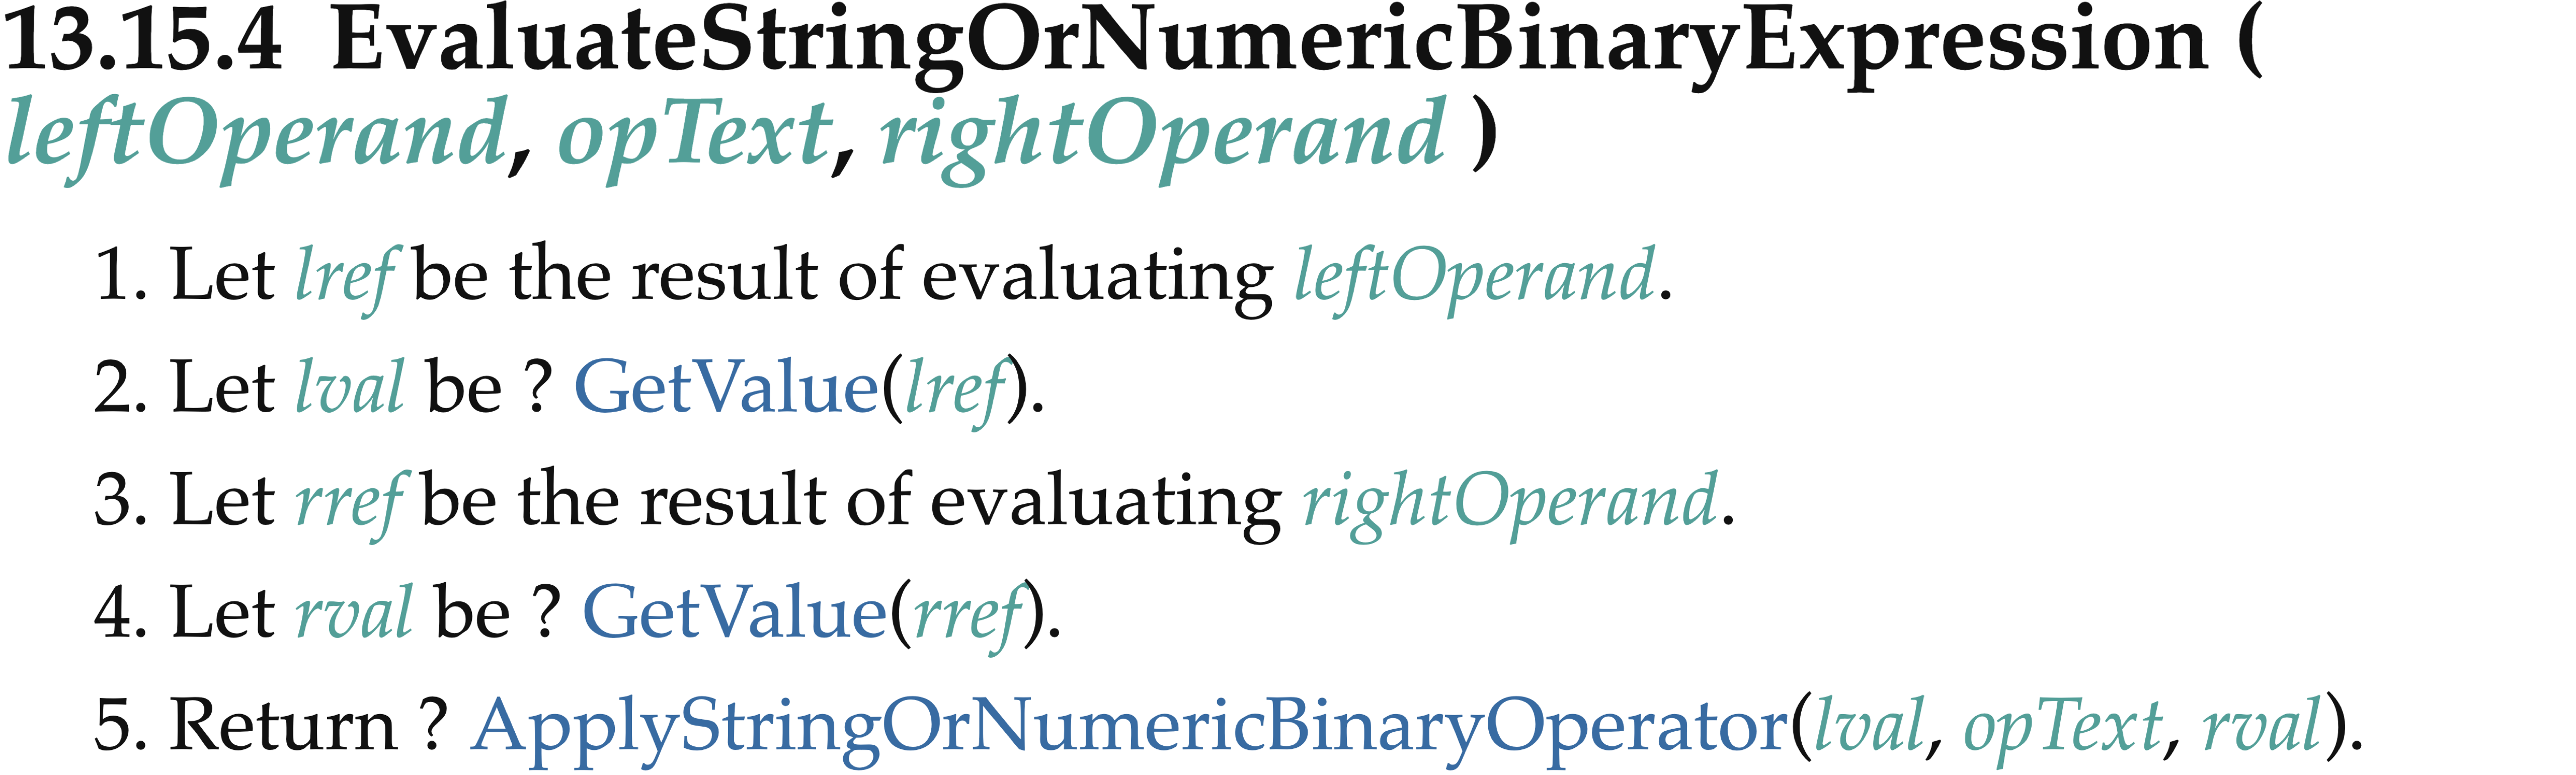 13.15.4 EvaluateStringOrNumericBinaryExpression (
leftOperand, opText, rightOperand )
1. Let lref be the result of evaluating leftOperand.
2. Let lval be ? GetValue(lref).
3. Let rref be the result of evaluating rightOperand.
4. Let rval be ? GetValue(rref).
5. Return ? ApplyStringOrNumericBinaryOperator(lval, opText, rval).